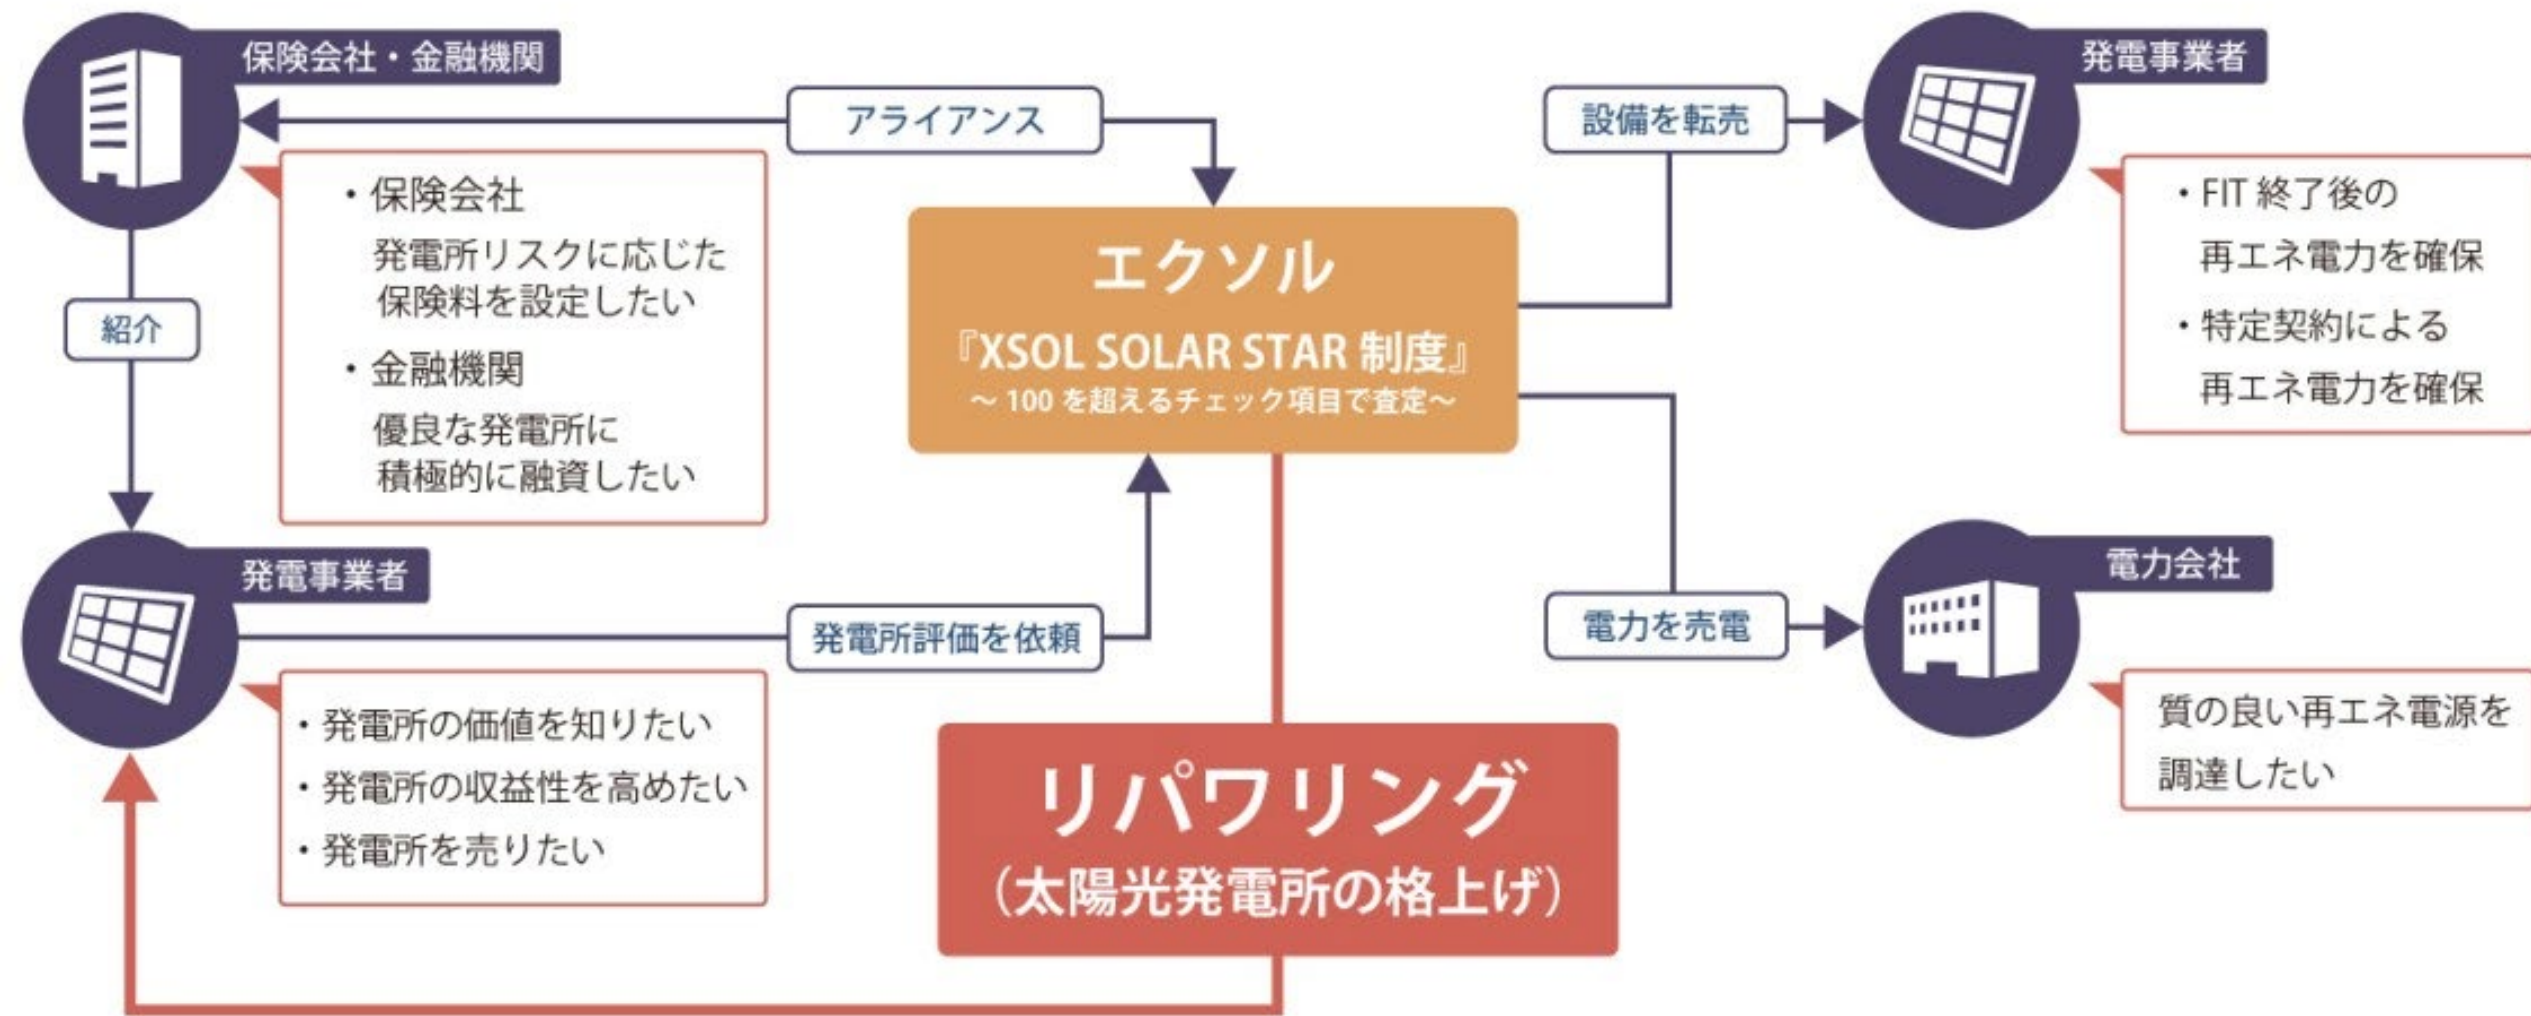 保険会社・金融機関
アライアンス
・保険会社
発電所リスクに応じた
保険料を設定したい
・金融機関
優良な発電所に
積極的に融資したい
紹介
発電事業者
発電所評価を依頼
・発電所の価値を知りたい
・発電所の収益性を高めたい
・発電所を売りたい
エクソル
『XSOL SOLAR STAR 制度』
～ 100 を超えるチェック項目で査定～
リパワリング
（太陽光発電所の格上げ）
設備を転売
発電事業者
・FIT 終了後の
再エネ電力を確保
・特定契約による
再エネ電力を確保
電力を売電
電力会社
質の良い再エネ電源を
調達したい